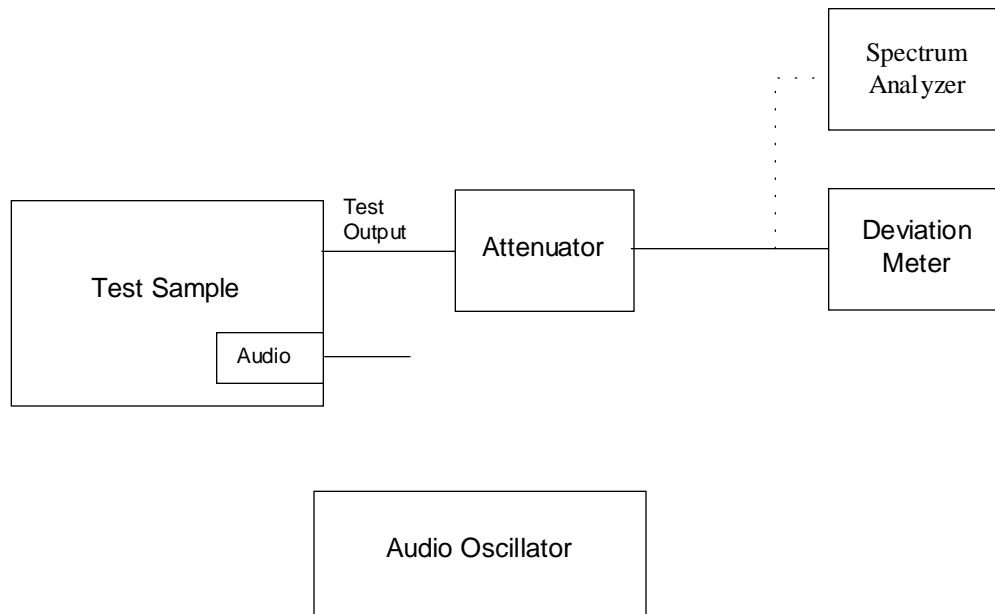 Spectrum
Analyzer
Test
Output
Attenuator
Deviation
Meter
Test Sample
Audio
Audio Oscillator